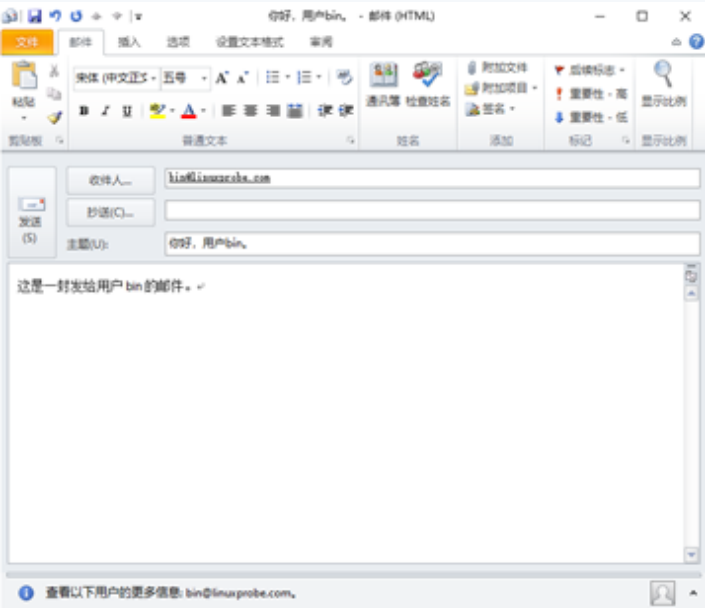 你好，用户bin。 - 邮件 (HTML)
文件 邮件 插入 选项 设置文本格式 审阅
宋体 (中文正文 五号
附加文件
后续标志
附加项目
重要性 - 高
粘贴
B I U
通讯簿 检查姓名
签名
重要性 - 低
显示比例
剪贴板 普通文本 姓名 添加 标记 显示比例
收件人... bin@linuxprobe.com
发送
(S)
抄送(C)...
主题(U): 你好，用户bin。
这是一封发给用户 bin 的邮件。
查看以下用户的更多信息: bin@linuxprobe.com。